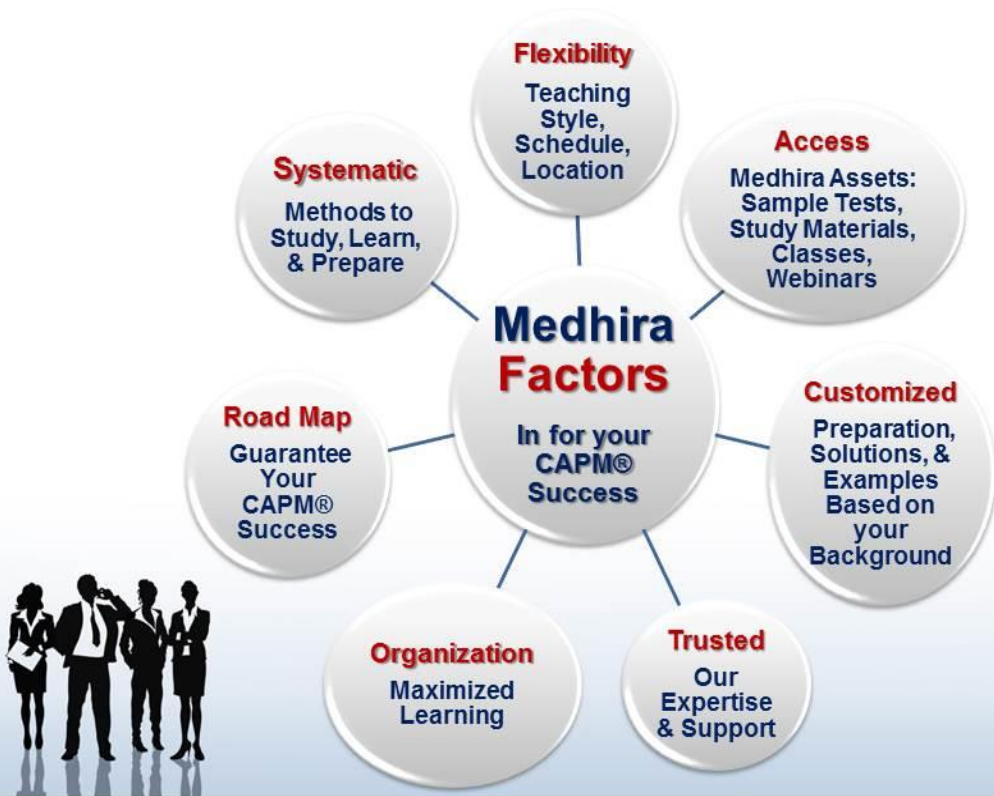 Medhira
Factors
In for your
CAPM®
Success
Flexibility
Teaching
Style,
Schedule,
Location
Access
Medhira Assets:
Sample Tests,
Study Materials,
Classes,
Webinars
Customized
Preparation,
Solutions, &
Examples
Based on
your
Background
Trusted
Our
Expertise
& Support
Organization
Maximized
Learning
Road Map
Guarantee
Your
CAPM®
Success
Systematic
Methods to
Study, Learn,
& Prepare